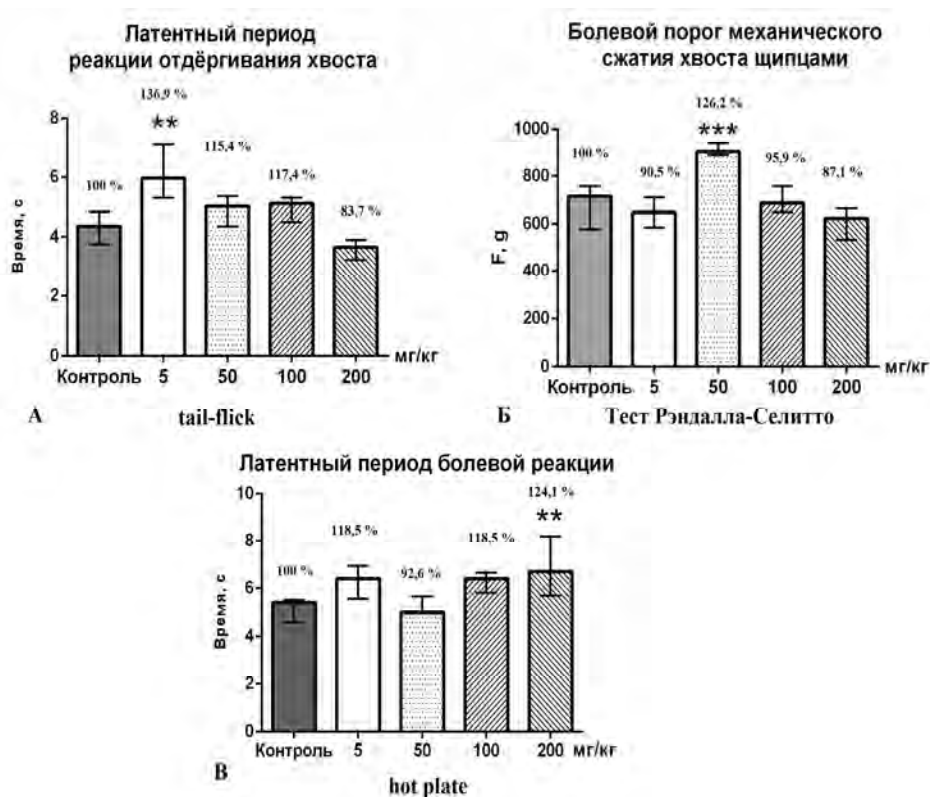 Латентный период
реакции отдёргивания хвоста
136,9 %
**
115,4 %
117,4 %
100 %
83,7 %
Время, с
8
6
4
2
0
Контроль 5 50 100 200 мг/кг
А tail-flick
Болевой порог механического
сжатия хвоста щипцами
126,2 %
***
100 %
90,5 %
95,9 %
87,1 %
F, g
1000
800
600
400
200
0
Контроль 5 50 100 200 мг/кг
Б Тест Рэндалла-Селитто
Латентный период болевой реакции
124,1 %
**
118,5 %
118,5 %
100 %
92,6 %
Время, с
10
8
6
4
2
0
Контроль 5 50 100 200 мг/кг
В hot plate